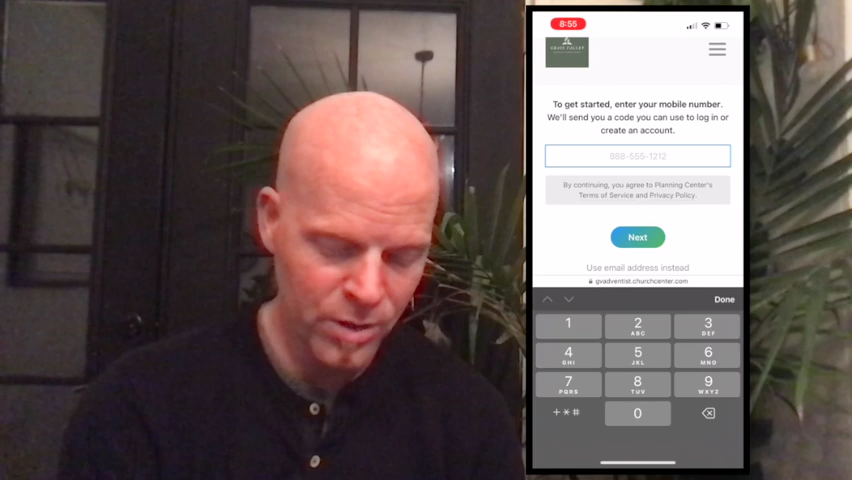 8:55
GRASS VALLEY
To get started, enter your mobile number.
We'll send you a code you can use to log in or
create an account.
888-555-1212
By continuing, you agree to Planning Center's
Terms of Service and Privacy Policy.
Next
Use email address instead
gvadventist.churchcenter.com
Done
1
2 ABC
3 DEF
4 GHI
5 JKL
6 MNO
7 PQRS
8 TUV
9 WXYZ
+*#
0